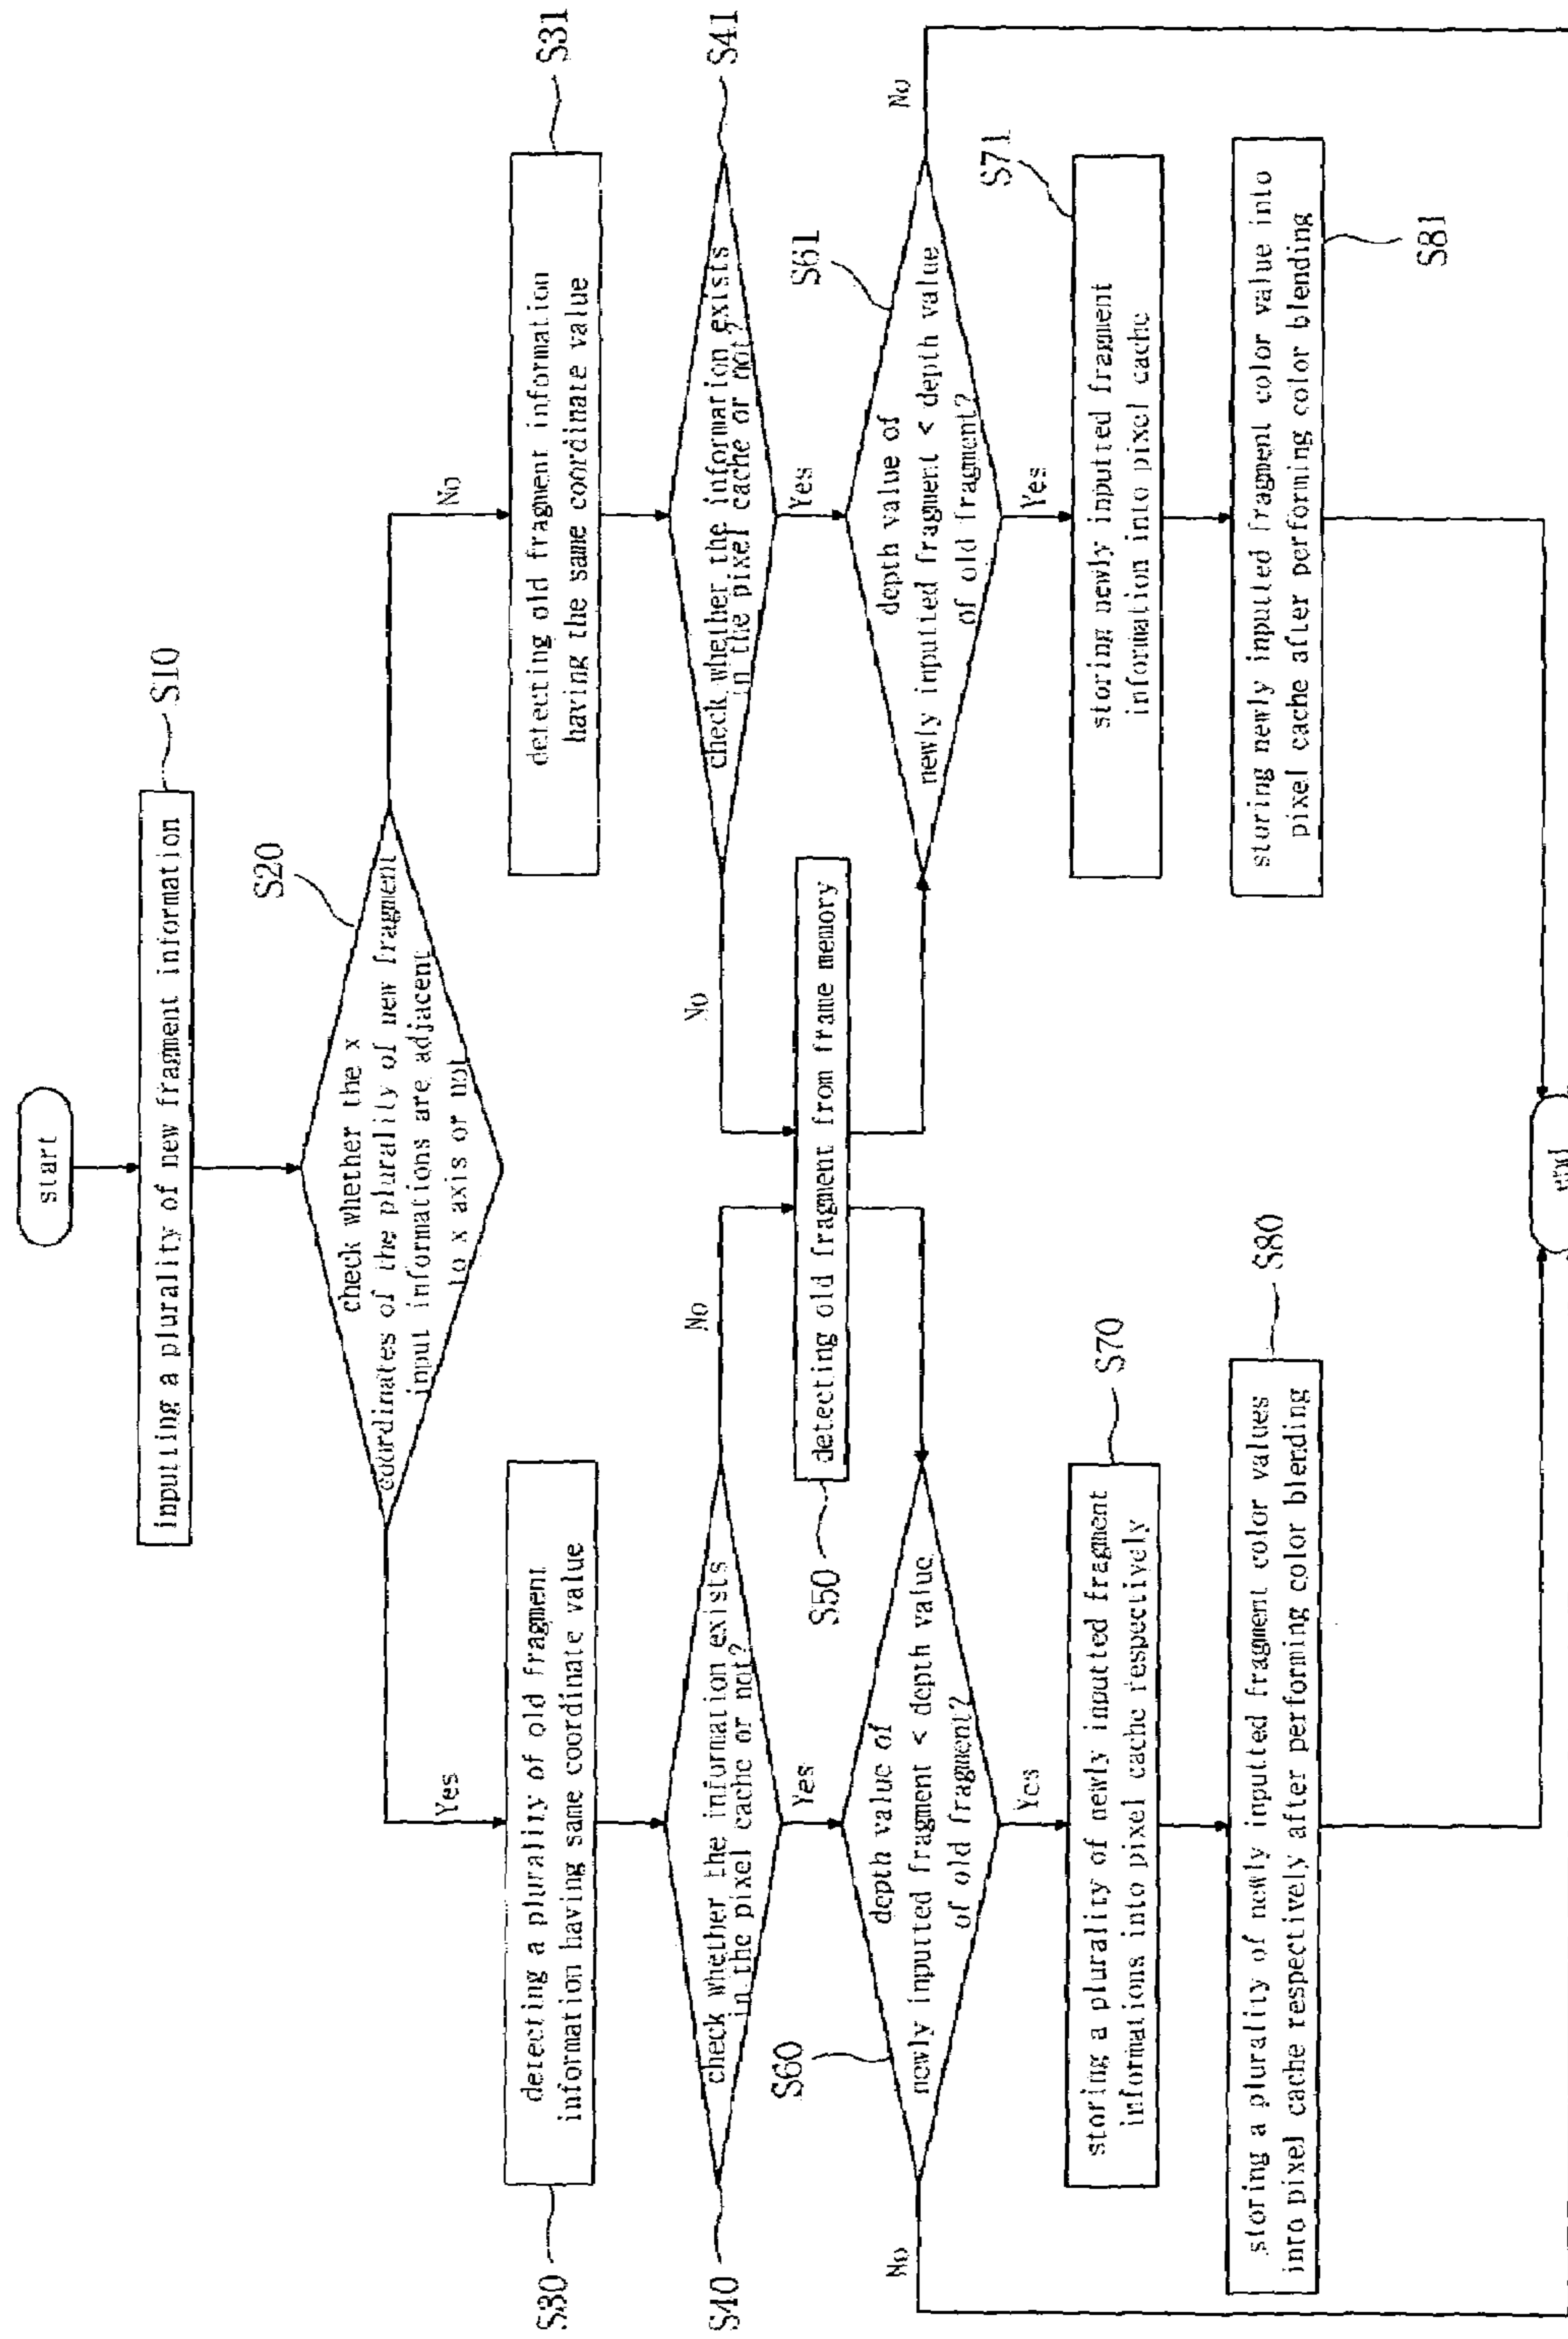 start
inputting a plurality of new fragment information
S10
S20
check whether the x
coordinates of the plurality of new fragment
input informations are adjacent
to x axis or not
Yes
No
S30
detecting a plurality of old fragment
information having same coordinate value
detecting old fragment information
having the same coordinate value
S31
S40
check whether the information exists
in the pixel cache or not?
No
No
check whether the information exists
in the pixel cache or not?
S41
Yes
Yes
S50
detecting old fragment from frame memory
S60
depth value of
newly inputted fragment < depth value
of old fragment?
No
S61
depth value of
newly inputted fragment < depth value
of old fragment?
No
Yes
Yes
storing a plurality of newly inputted fragment
informations into pixel cache respectively
S70
storing newly inputted fragment
information into pixel cache
S71
storing a plurality of newly inputted fragment color values
into pixel cache respectively after performing color blending
S80
storing newly inputted fragment color value into
pixel cache after performing color blending
S81
end